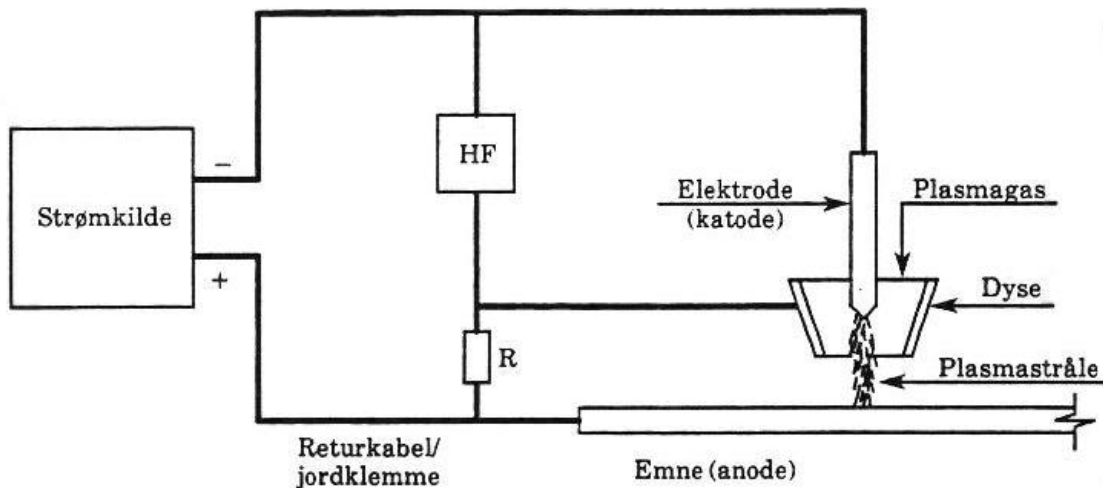 HF
−
Strømkilde
+
Elektrode
(katode)
Plasmagas
Dyse
R
Plasmastråle
Returkabel/
jordklemme
Emne (anode)